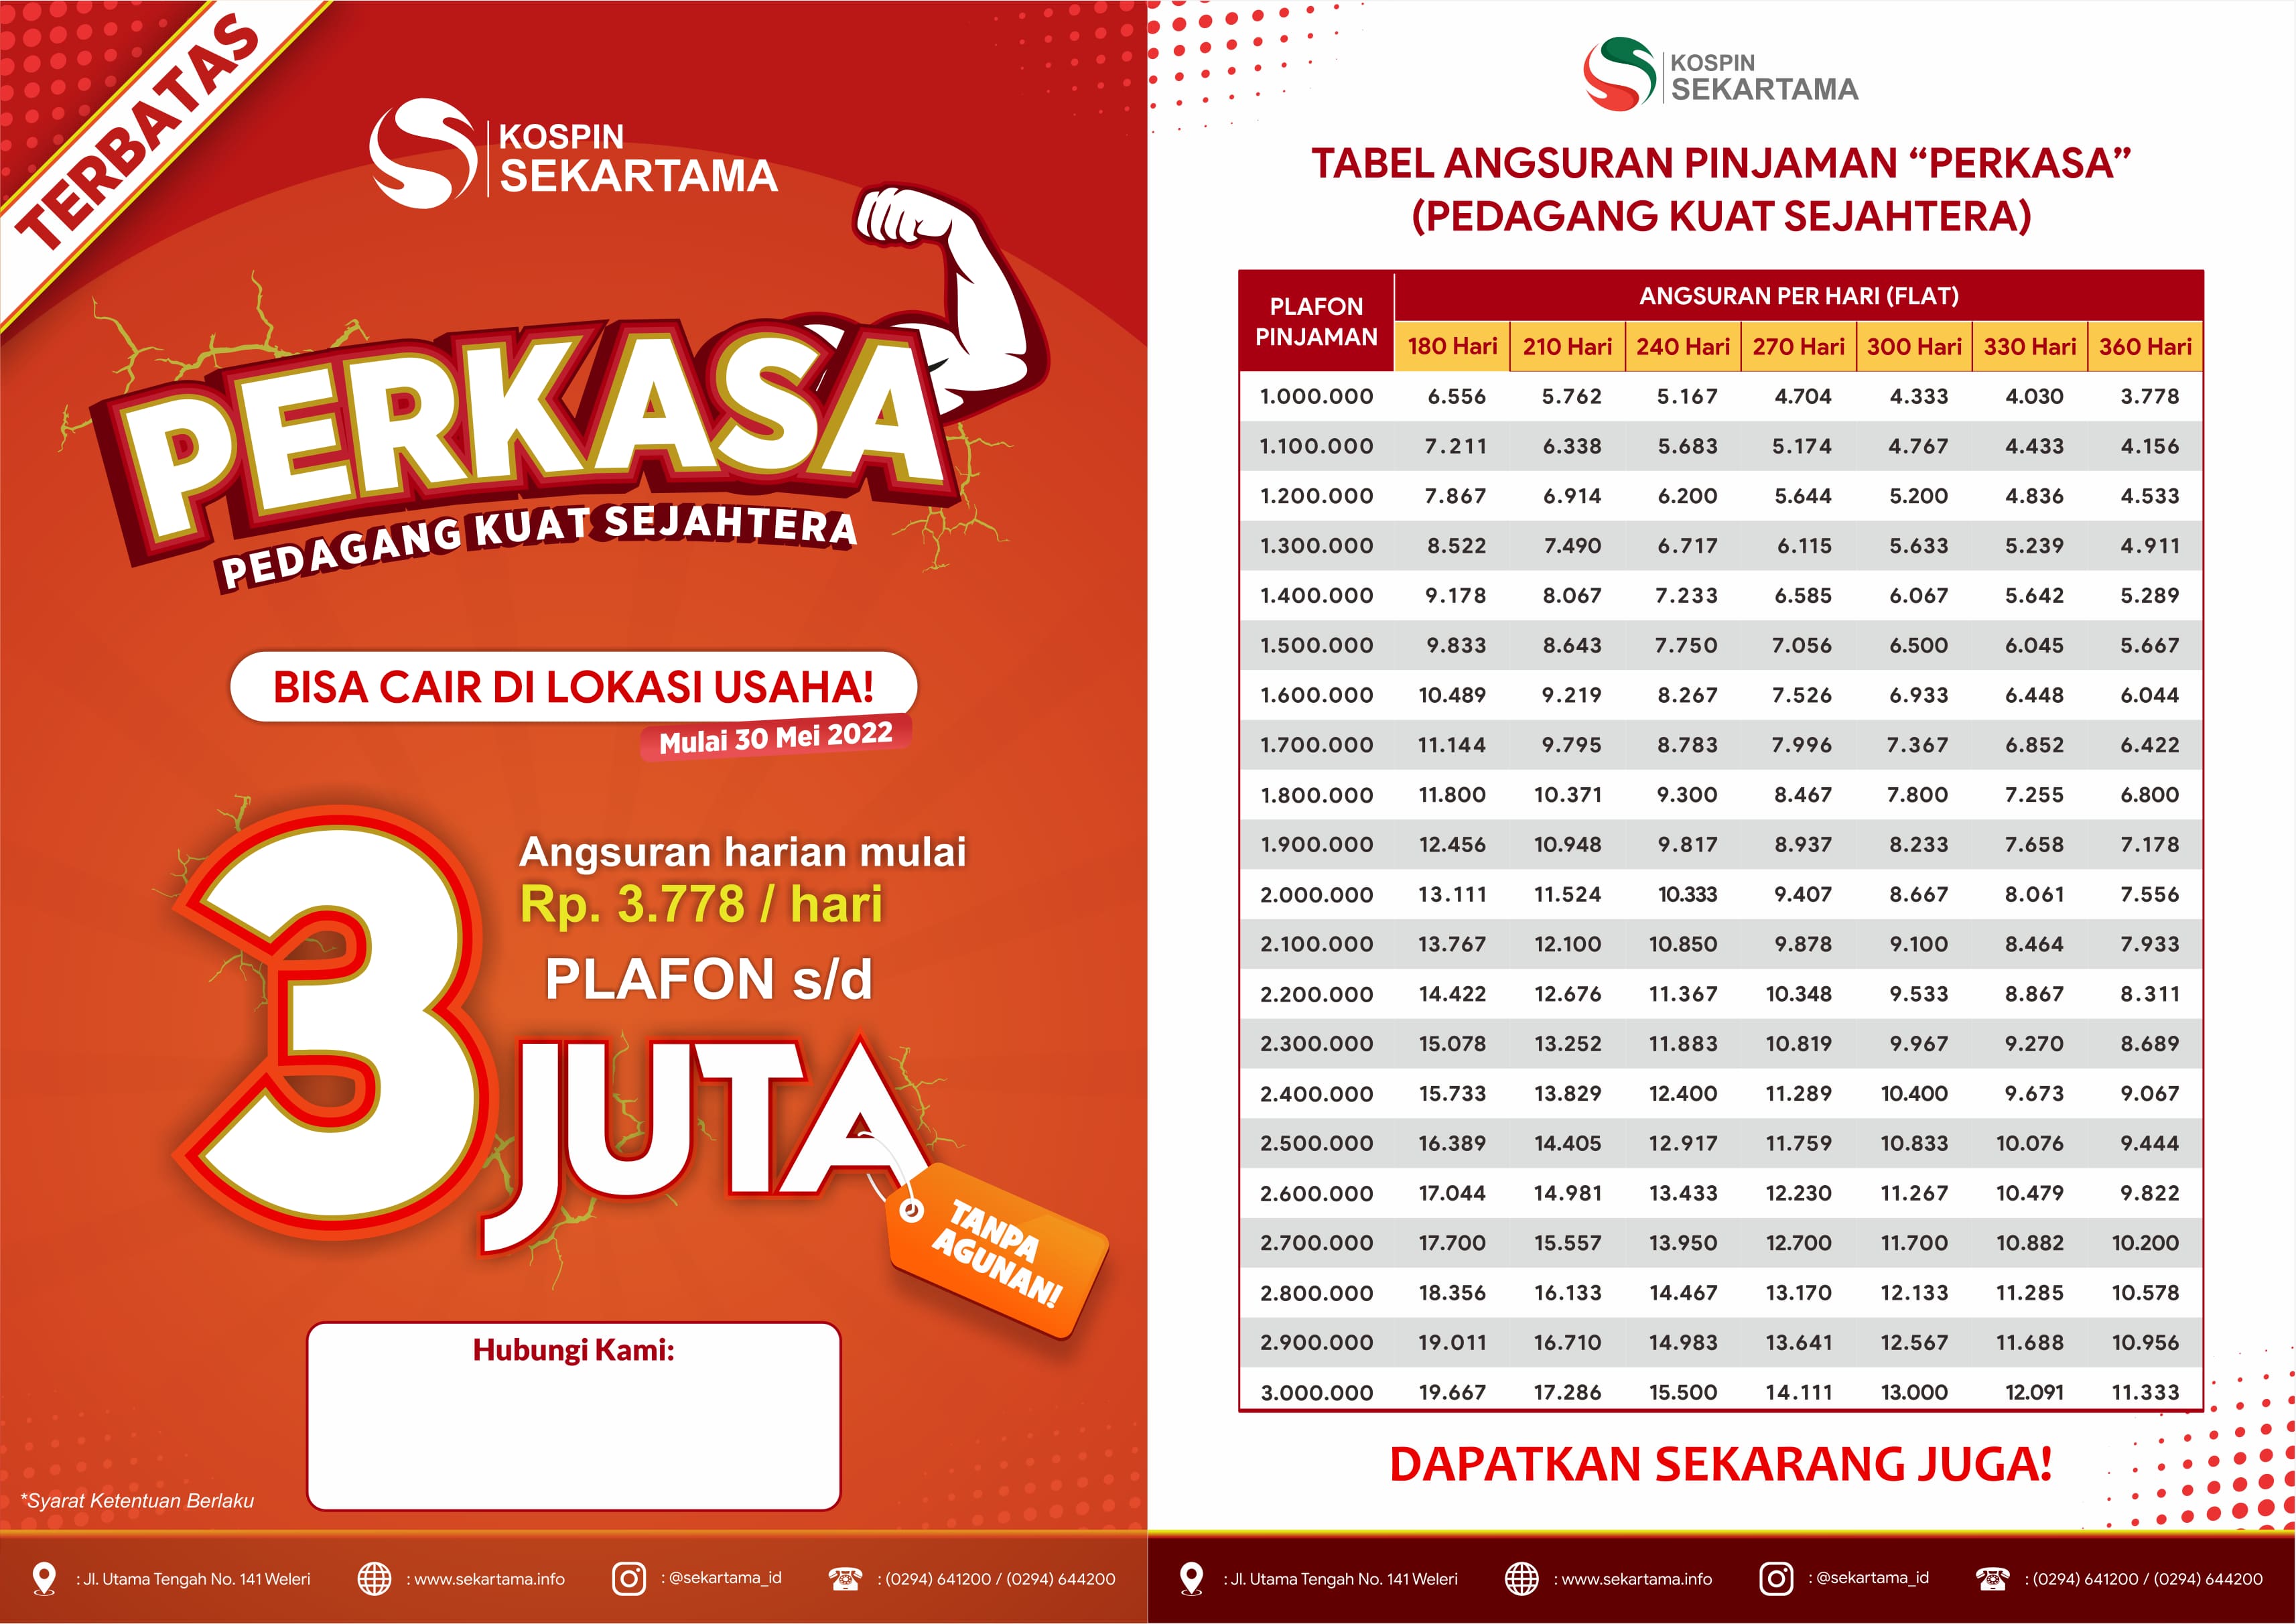 TERBATAS
KOSPIN
SEKARTAMA
PERKASA
PEDAGANG KUAT SEJAHTERA
BISA CAIR DI LOKASI USAHA!
Mulai 30 Mei 2022
Angsuran harian mulai
Rp. 3.778 / hari
PLAFON s/d
3 JUTA
TANPA
AGUNAN!
Hubungi Kami:
*Syarat Ketentuan Berlaku
: Jl. Utama Tengah No. 141 Weleri : www.sekartama.info : @sekartama_id : (0294) 641200 / (0294) 644200
KOSPIN
SEKARTAMA
TABEL ANGSURAN PINJAMAN “PERKASA”
(PEDAGANG KUAT SEJAHTERA)
PLAFON
PINJAMAN
ANGSURAN PER HARI (FLAT)
180 Hari 210 Hari 240 Hari 270 Hari 300 Hari 330 Hari 360 Hari
1.000.000 6.556 5.762 5.167 4.704 4.333 4.030 3.778
1.100.000 7.211 6.338 5.683 5.174 4.767 4.433 4.156
1.200.000 7.867 6.914 6.200 5.644 5.200 4.836 4.533
1.300.000 8.522 7.490 6.717 6.115 5.633 5.239 4.911
1.400.000 9.178 8.067 7.233 6.585 6.067 5.642 5.289
1.500.000 9.833 8.643 7.750 7.056 6.500 6.045 5.667
1.600.000 10.489 9.219 8.267 7.526 6.933 6.448 6.044
1.700.000 11.144 9.795 8.783 7.996 7.367 6.852 6.422
1.800.000 11.800 10.371 9.300 8.467 7.800 7.255 6.800
1.900.000 12.456 10.948 9.817 8.937 8.233 7.658 7.178
2.000.000 13.111 11.524 10.333 9.407 8.667 8.061 7.556
2.100.000 13.767 12.100 10.850 9.878 9.100 8.464 7.933
2.200.000 14.422 12.676 11.367 10.348 9.533 8.867 8.311
2.300.000 15.078 13.252 11.883 10.819 9.967 9.270 8.689
2.400.000 15.733 13.829 12.400 11.289 10.400 9.673 9.067
2.500.000 16.389 14.405 12.917 11.759 10.833 10.076 9.444
2.600.000 17.044 14.981 13.433 12.230 11.267 10.479 9.822
2.700.000 17.700 15.557 13.950 12.700 11.700 10.882 10.200
2.800.000 18.356 16.133 14.467 13.170 12.133 11.285 10.578
2.900.000 19.011 16.710 14.983 13.641 12.567 11.688 10.956
3.000.000 19.667 17.286 15.500 14.111 13.000 12.091 11.333
DAPATKAN SEKARANG JUGA!
: Jl. Utama Tengah No. 141 Weleri : www.sekartama.info : @sekartama_id : (0294) 641200 / (0294) 644200